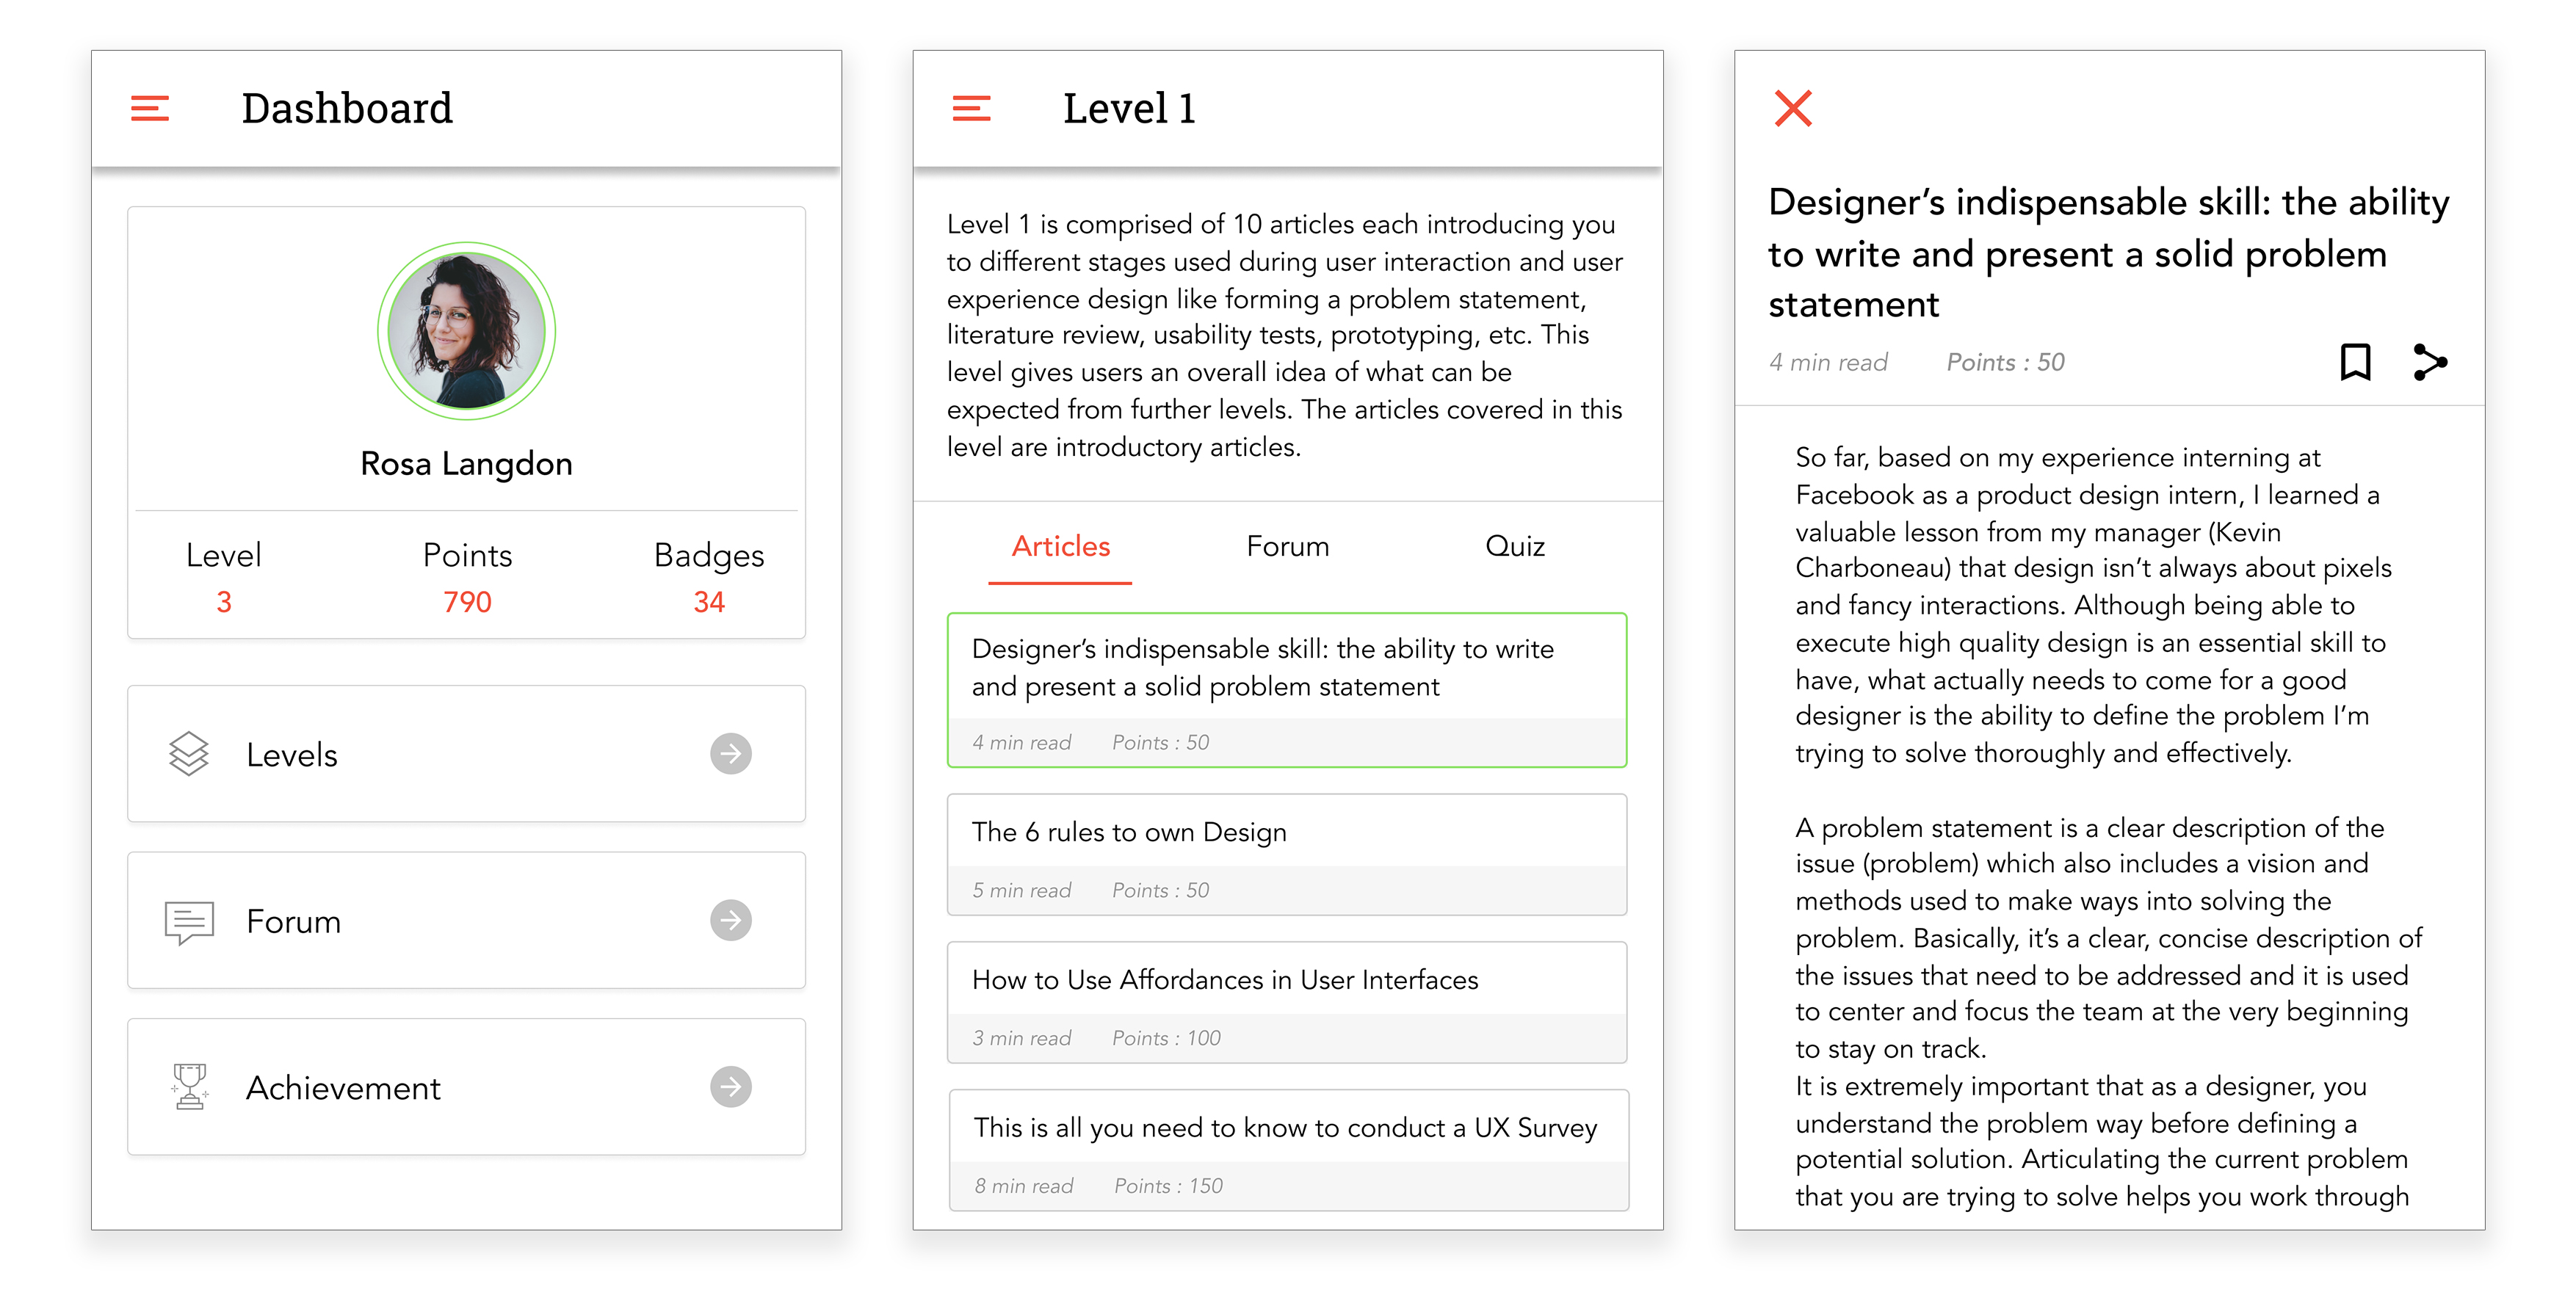 Dashboard
Rosa Langdon
Level
Points
Badges
3
790
34
Levels
Forum
Achievement
Level 1
Level 1 is comprised of 10 articles each introducing you
to different stages used during user interaction and user
experience design like forming a problem statement,
literature review, usability tests, prototyping, etc. This
level gives users an overall idea of what can be
expected from further levels. The articles covered in this
level are introductory articles.
Articles
Forum
Quiz
Designer’s indispensable skill: the ability to write
and present a solid problem statement
4 min read
Points : 50
The 6 rules to own Design
5 min read
Points : 50
How to Use Affordances in User Interfaces
3 min read
Points : 100
This is all you need to know to conduct a UX Survey
8 min read
Points : 150
Designer’s indispensable skill: the ability
to write and present a solid problem
statement
4 min read
Points : 50
So far, based on my experience interning at
Facebook as a product design intern, I learned a
valuable lesson from my manager (Kevin
Charboneau) that design isn’t always about pixels
and fancy interactions. Although being able to
execute high quality design is an essential skill to
have, what actually needs to come for a good
designer is the ability to define the problem I’m
trying to solve thoroughly and effectively.
A problem statement is a clear description of the
issue (problem) which also includes a vision and
methods used to make ways into solving the
problem. Basically, it’s a clear, concise description of
the issues that need to be addressed and it is used
to center and focus the team at the very beginning
to stay on track.
It is extremely important that as a designer, you
understand the problem way before defining a
potential solution. Articulating the current problem
that you are trying to solve helps you work through